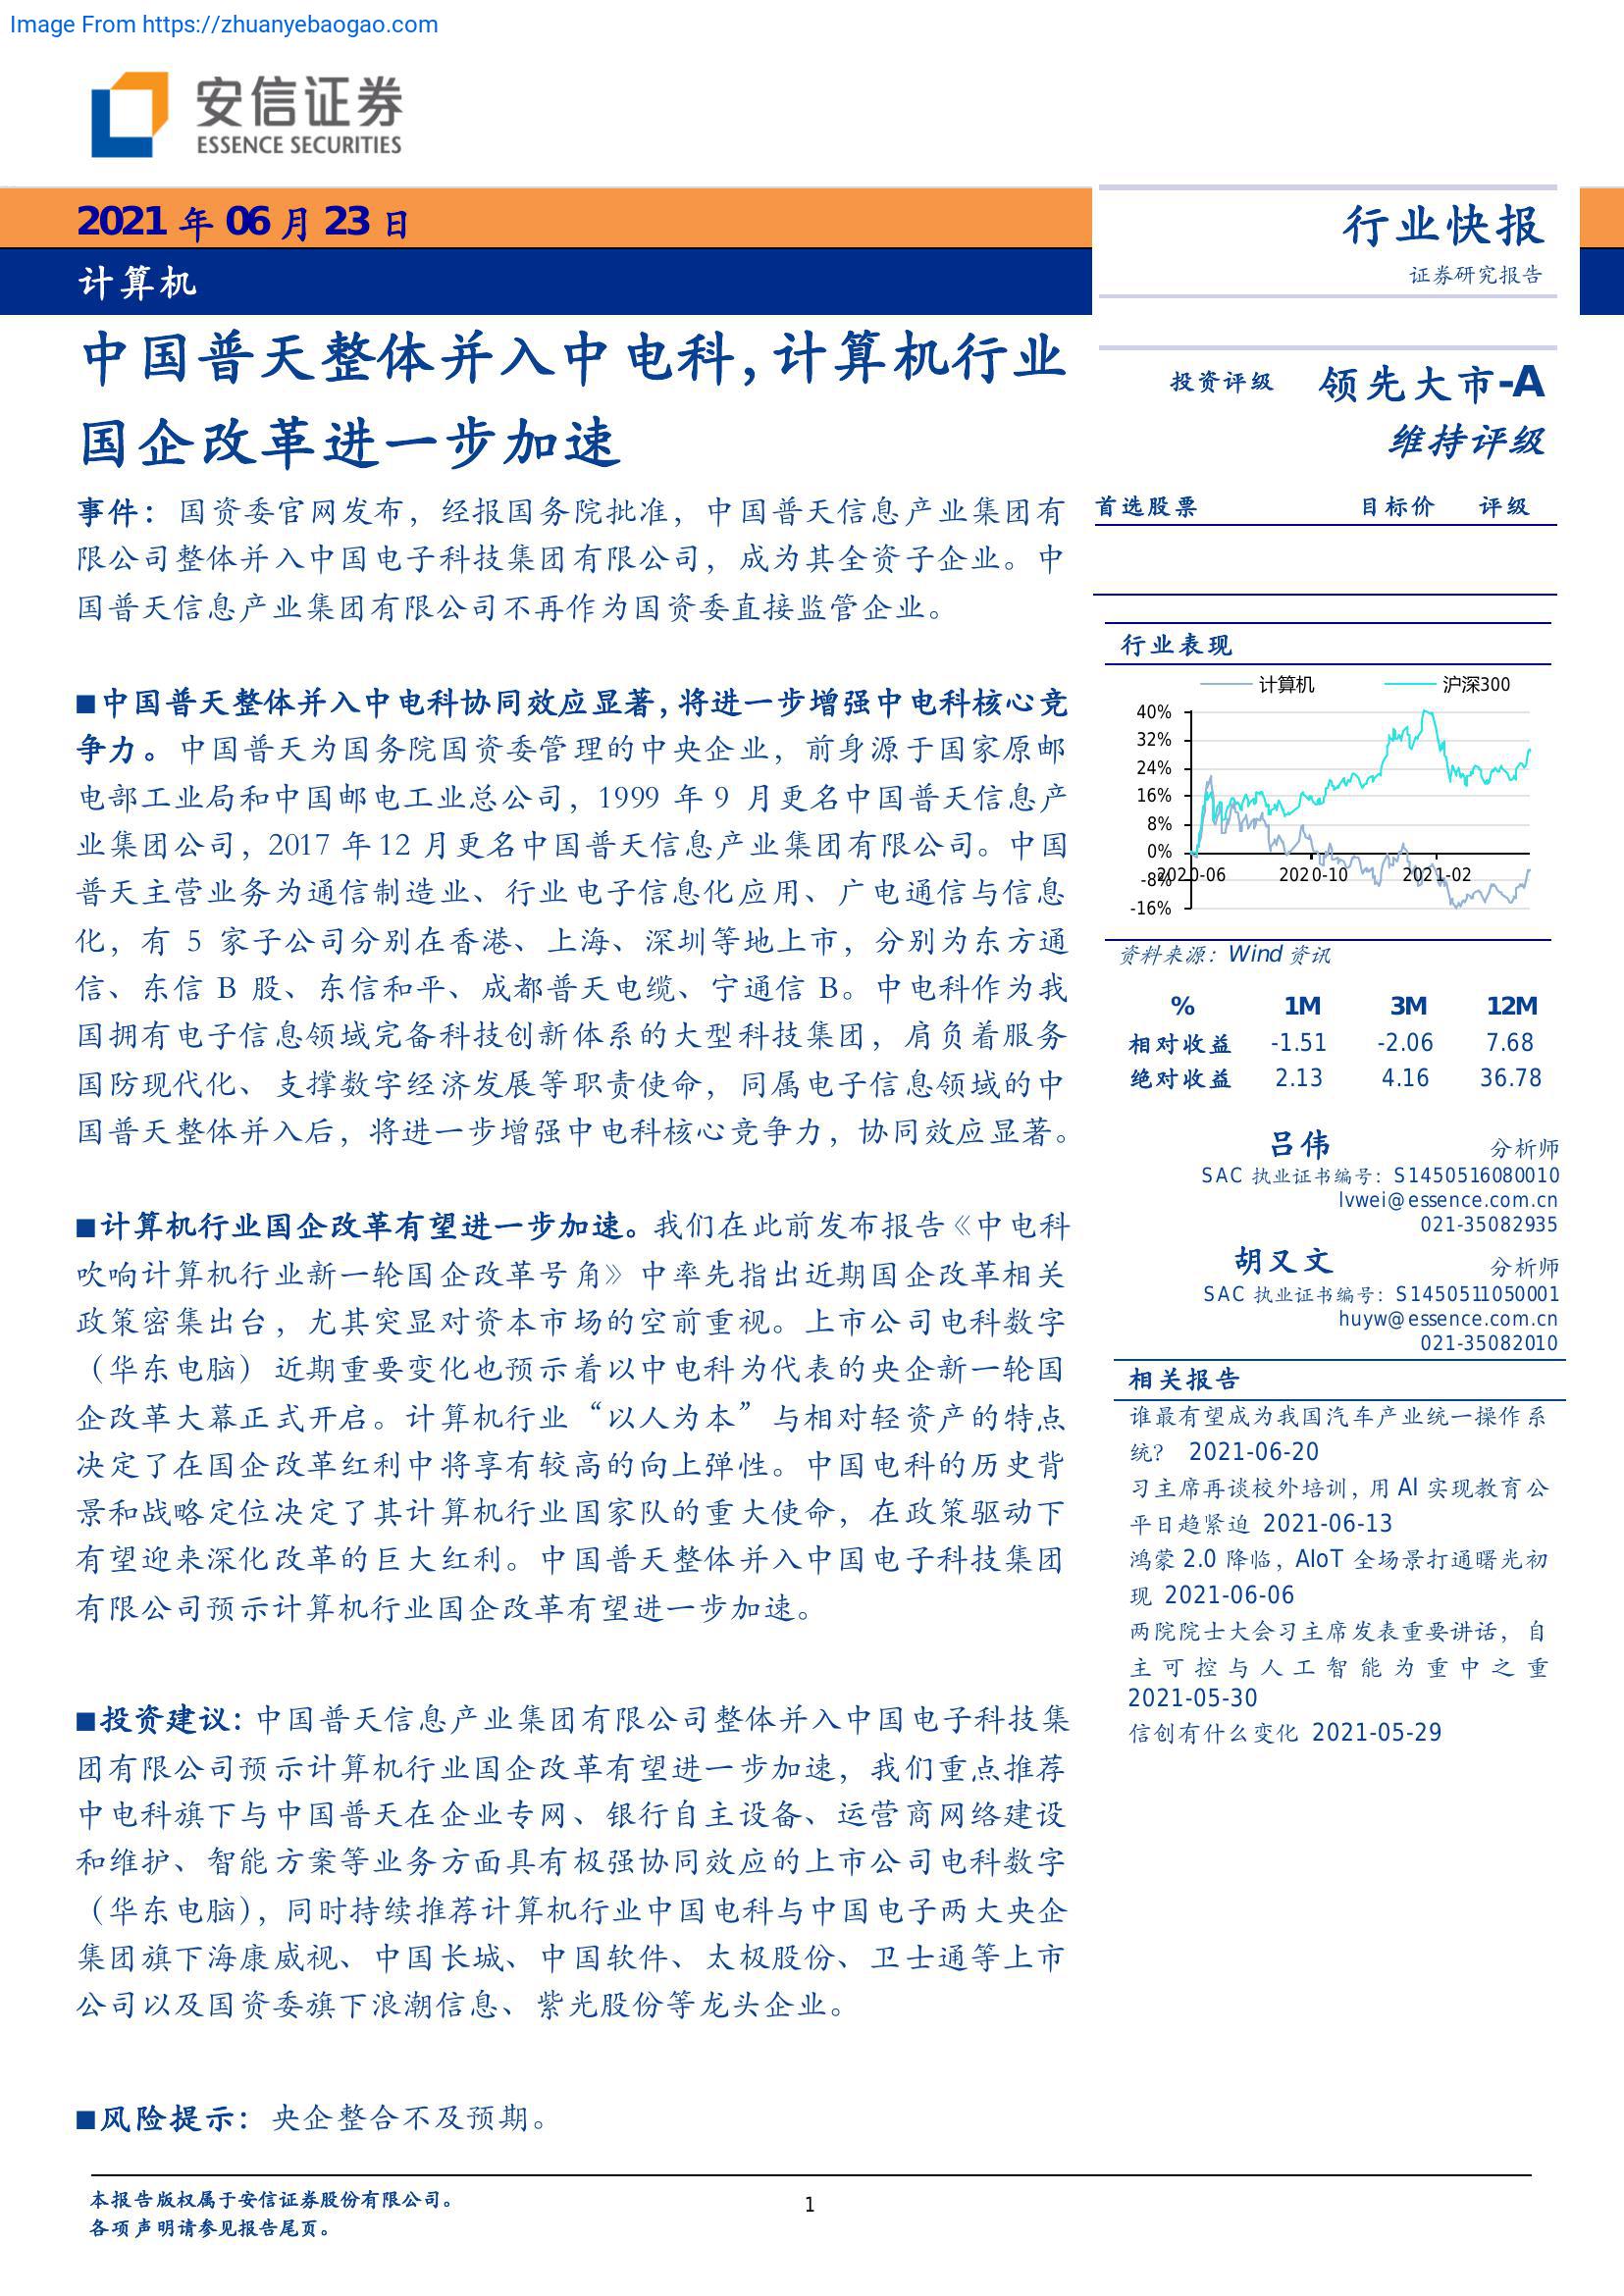 Image From https://zhuanyebaogao.com
安信证券
ESSENCE SECURITIES
2021 年 06 月 23 日
计算机
行业快报
证券研究报告
中国普天整体并入中电科，计算机行业
国企改革进一步加速
事件：国资委官网发布，经报国务院批准，中国普天信息产业集团有
限公司整体并入中国电子科技集团有限公司，成为其全资子企业。中
国普天信息产业集团有限公司不再作为国资委直接监管企业。
■中国普天整体并入中电科协同效应显著，将进一步增强中电科核心竞
争力。中国普天为国务院国资委管理的中央企业，前身源于国家原邮
电部工业局和中国邮电工业总公司，1999 年 9 月更名中国普天信息产
业集团公司，2017 年 12 月更名中国普天信息产业集团有限公司。中国
普天主营业务为通信制造业、行业电子信息化应用、广电通信与信息
化，有 5 家子公司分别在香港、上海、深圳等地上市，分别为东方通
信、东信 B 股、东信和平、成都普天电缆、宁通信 B。中电科作为我
国拥有电子信息领域完备科技创新体系的大型科技集团，肩负着服务
国防现代化、支撑数字经济发展等职责使命，同属电子信息领域的中
国普天整体并入后，将进一步增强中电科核心竞争力，协同效应显著。
■计算机行业国企改革有望进一步加速。我们在此前发布报告《中电科
吹响计算机行业新一轮国企改革号角》中率先指出近期国企改革相关
政策密集出台，尤其突显对资本市场的空前重视。上市公司电科数字
（华东电脑）近期重要变化也预示着以中电科为代表的央企新一轮国
企改革大幕正式开启。计算机行业“以人为本”与相对轻资产的特点
决定了在国企改革红利中将享有较高的向上弹性。中国电科的历史背
景和战略定位决定了其计算机行业国家队的重大使命，在政策驱动下
有望迎来深化改革的巨大红利。中国普天整体并入中国电子科技集团
有限公司预示计算机行业国企改革有望进一步加速。
■投资建议：中国普天信息产业集团有限公司整体并入中国电子科技集
团有限公司预示计算机行业国企改革有望进一步加速，我们重点推荐
中电科旗下与中国普天在企业专网、银行自主设备、运营商网络建设
和维护、智能方案等业务方面具有极强协同效应的上市公司电科数字
（华东电脑），同时持续推荐计算机行业中国电科与中国电子两大央企
集团旗下海康威视、中国长城、中国软件、太极股份、卫士通等上市
公司以及国资委旗下浪潮信息、紫光股份等龙头企业。
■风险提示：央企整合不及预期。
投资评级 领先大市-A
维持评级
首选股票 目标价 评级
行业表现
计算机 沪深300
40%
32%
24%
16%
8%
0%
-8%
-16%
2020-06 2020-10 2021-02
资料来源：Wind 资讯
% 1M 3M 12M
相对收益 -1.51 -2.06 7.68
绝对收益 2.13 4.16 36.78
吕伟 分析师
SAC 执业证书编号：S1450516080010
lvwei@essence.com.cn
021-35082935
胡又文 分析师
SAC 执业证书编号：S1450511050001
huyw@essence.com.cn
021-35082010
相关报告
谁最有望成为我国汽车产业统一操作系
统？ 2021-06-20
习主席再谈校外培训，用 AI 实现教育公
平日趋紧迫 2021-06-13
鸿蒙 2.0 降临，AIoT 全场景打通曙光初
现 2021-06-06
两院院士大会习主席发表重要讲话，自
主可控与人工智能为重中之重
2021-05-30
信创有什么变化 2021-05-29
本报告版权属于安信证券股份有限公司。
各项声明请参见报告尾页。
1